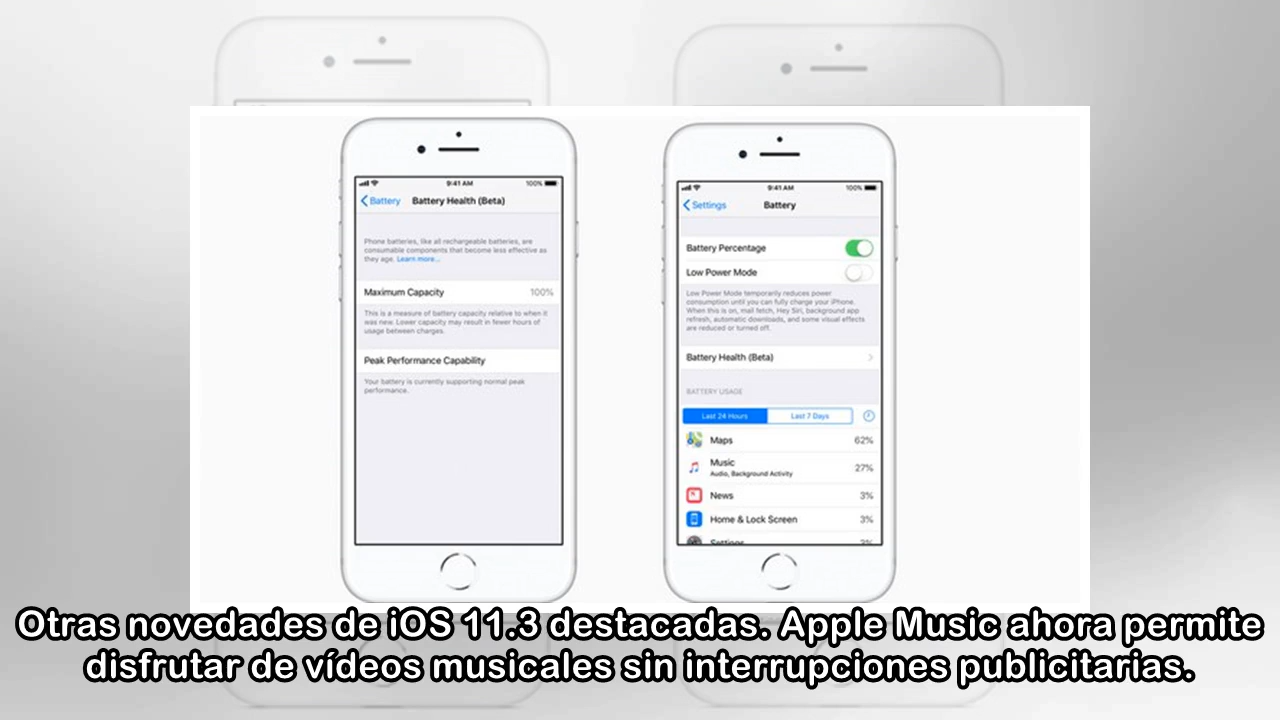 9:41 AM
100%
Battery
Battery Health (Beta)
Phone batteries, like all rechargeable batteries, are
consumable components that become less effective as
they age. Learn more...
Maximum Capacity
100%
This is a measure of battery capacity relative to when it
was new. Lower capacity may result in fewer hours of
usage between charges.
Peak Performance Capability
Your battery is currently supporting normal peak
performance.
9:41 AM
100%
Settings
Battery
Battery Percentage
Low Power Mode
Low Power Mode temporarily reduces power
consumption until you can fully charge your iPhone.
When this is on, mail fetch, Hey Siri, background app
refresh, automatic downloads, and some visual effects
are reduced or turned off.
Battery Health (Beta)
BATTERY USAGE
Last 24 Hours
Last 7 Days
Maps
62%
Music
27%
Audio, Background Activity
News
3%
Home & Lock Screen
3%
Settings
3%
Otras novedades de iOS 11.3 destacadas. Apple Music ahora permite
disfrutar de vídeos musicales sin interrupciones publicitarias.